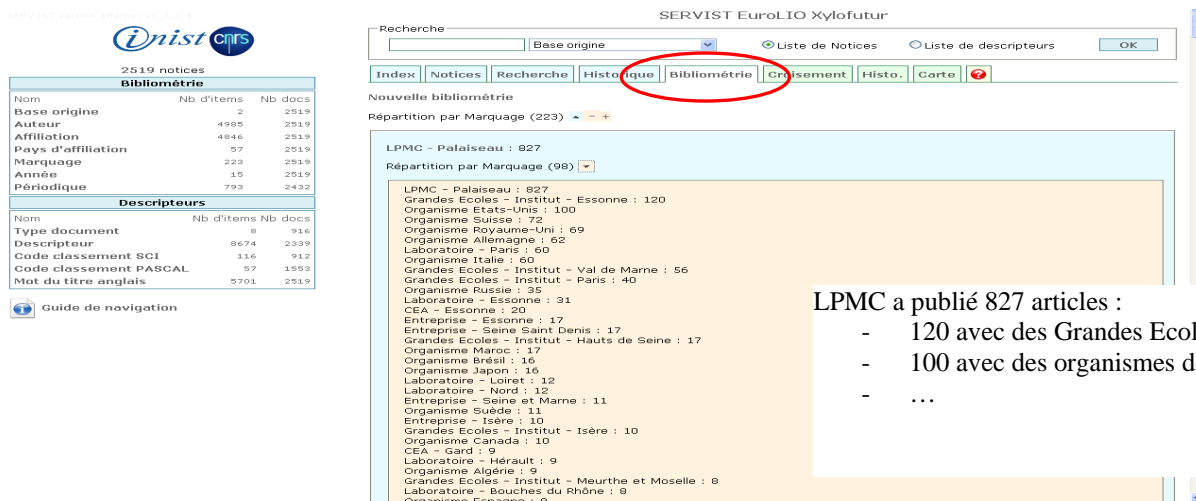 SERVIST EuroLIO Xylofutur
inist cnrs
2519 notices
Bibliométrie
Nom Nb d'items Nb docs
Base origine 2 2519
Auteur 4985 2519
Affiliation 4846 2519
Pays d'affiliation 57 2519
Marquage 223 2519
Année 15 2519
Périodique 793 2432
Descripteurs
Nom Nb d'items Nb docs
Type document 8 916
Descripteur 8674 2339
Code classement SCI 116 912
Code classement PASCAL 57 1553
Mot du titre anglais 5701 2519
Guide de navigation
Recherche
Base origine Liste de Notices Liste de descripteurs OK
Index Notices Recherche Historique Bibliométrie Croisement Histo. Carte ?
Nouvelle bibliométrie
Répartition par Marquage (223) - +
LPMC - Palaiseau : 827
Répartition par Marquage (98)
LPMC - Palaiseau : 827
Grandes Ecoles - Institut - Essonne : 120
Organisme Etats-Unis : 100
Organisme Suisse : 72
Organisme Royaume-Uni : 69
Organisme Allemagne : 62
Laboratoire - Paris : 60
Organisme Italie : 60
Grandes Ecoles - Institut - Val de Marne : 56
Grandes Ecoles - Institut - Paris : 40
Organisme Russie : 35
Laboratoire - Essonne : 31
CEA - Essonne : 20
Entreprise - Essonne : 17
Entreprise - Seine Saint Denis : 17
Grandes Ecoles - Institut - Hauts de Seine : 17
Organisme Maroc : 17
Organisme Brésil : 16
Organisme Japon : 16
Laboratoire - Loiret : 12
Laboratoire - Nord : 12
Entreprise - Seine et Marne : 11
Organisme Suède : 11
Entreprise - Isère : 10
Grandes Ecoles - Institut - Isère : 10
Organisme Canada : 10
CEA - Gard : 9
Laboratoire - Hérault : 9
Organisme Algérie : 9
Grandes Ecoles - Institut - Meurthe et Moselle : 8
Laboratoire - Bouches du Rhône : 8
Organisme Espagne : 8
LPMC a publié 827 articles :
- 120 avec des Grandes Ecol
- 100 avec des organismes d
- …